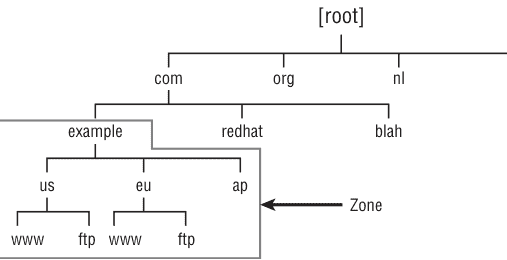 [root]
com org nl
example redhat blah
us eu ap
Zone
www ftp www ftp